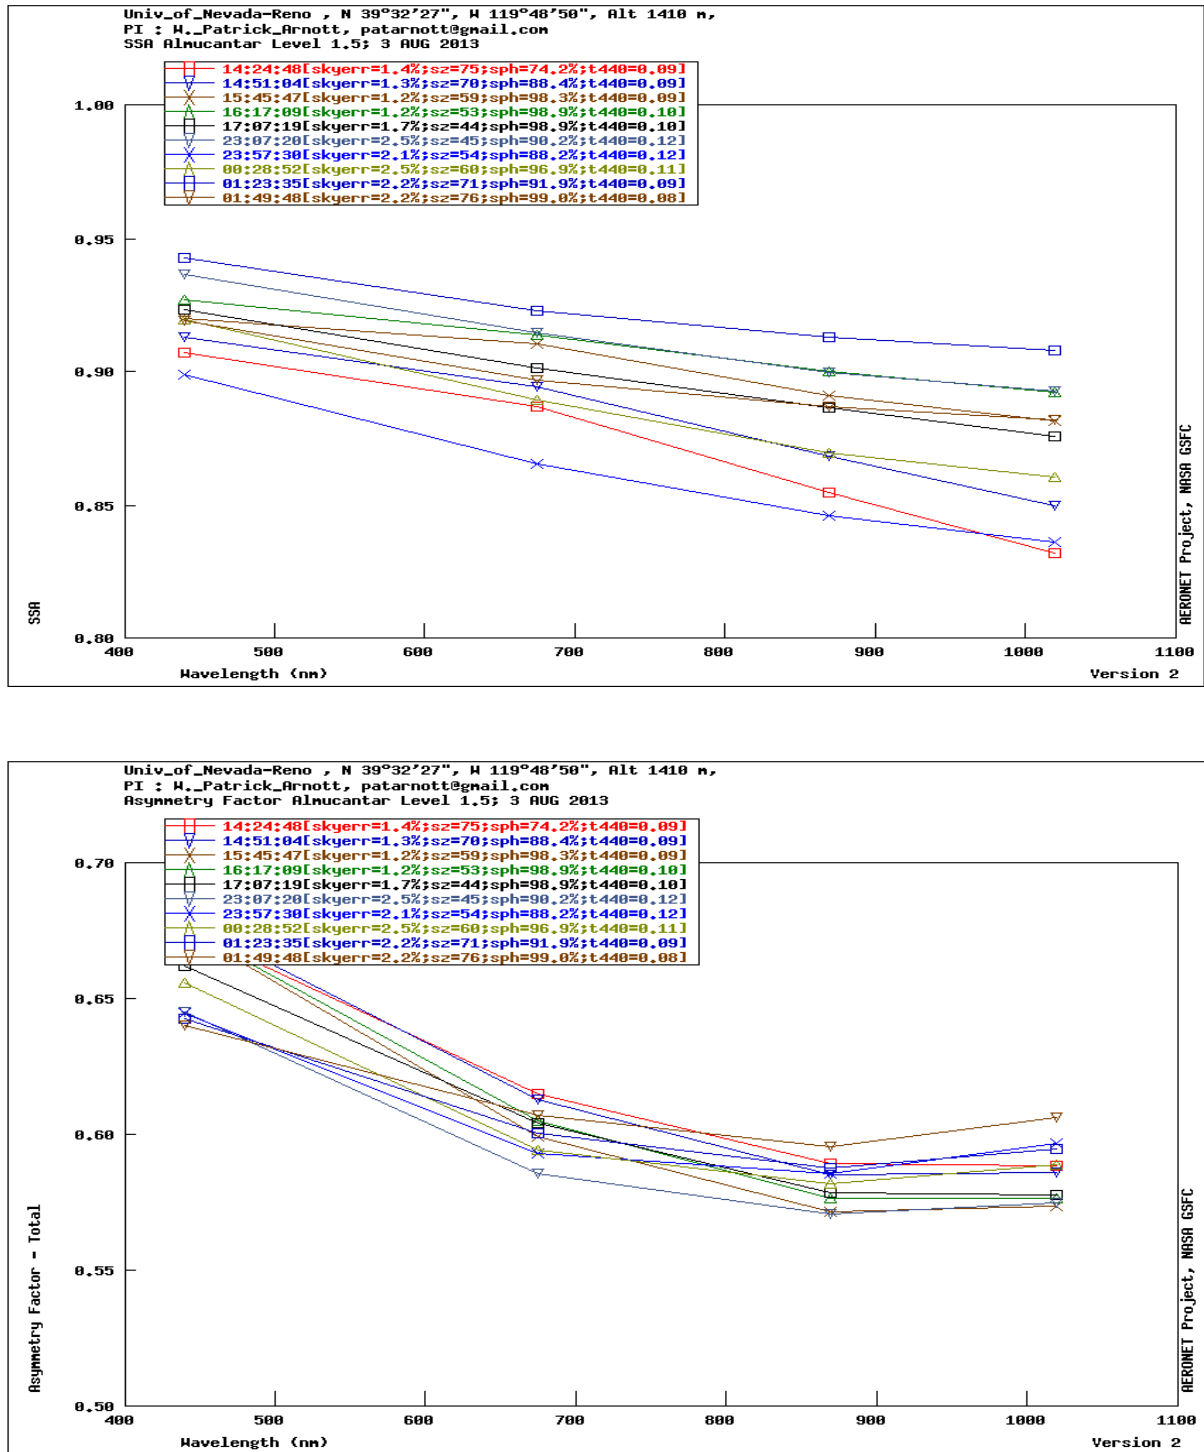 Univ_of_Nevada-Reno , N 39°32'27", W 119°48'50", Alt 1410 m,
PI : W._Patrick_Arnott, patarnott@gmail.com
SSA Almucantar Level 1.5; 3 AUG 2013
14:24:48[skyerr=1.4%;sz=75;sph=74.2%;t440=0.09]
14:51:04[skyerr=1.3%;sz=70;sph=88.4%;t440=0.09]
15:45:47[skyerr=1.2%;sz=59;sph=98.3%;t440=0.09]
16:17:09[skyerr=1.2%;sz=53;sph=98.9%;t440=0.10]
17:07:19[skyerr=1.7%;sz=44;sph=98.9%;t440=0.10]
23:07:20[skyerr=2.5%;sz=45;sph=90.2%;t440=0.12]
23:57:30[skyerr=2.1%;sz=54;sph=88.2%;t440=0.12]
00:28:52[skyerr=2.5%;sz=60;sph=96.9%;t440=0.11]
01:23:35[skyerr=2.2%;sz=71;sph=91.9%;t440=0.09]
01:49:48[skyerr=2.2%;sz=76;sph=99.0%;t440=0.08]
1.00
0.95
0.90
0.85
0.80
SSA
AERONET Project, NASA GSFC
400 500 600 700 800 900 1000 1100
Wavelength (nm)
Version 2
Univ_of_Nevada-Reno , N 39°32'27", W 119°48'50", Alt 1410 m,
PI : W._Patrick_Arnott, patarnott@gmail.com
Asymmetry Factor Almucantar Level 1.5; 3 AUG 2013
14:24:48[skyerr=1.4%;sz=75;sph=74.2%;t440=0.09]
14:51:04[skyerr=1.3%;sz=70;sph=88.4%;t440=0.09]
15:45:47[skyerr=1.2%;sz=59;sph=98.3%;t440=0.09]
16:17:09[skyerr=1.2%;sz=53;sph=98.9%;t440=0.10]
17:07:19[skyerr=1.7%;sz=44;sph=98.9%;t440=0.10]
23:07:20[skyerr=2.5%;sz=45;sph=90.2%;t440=0.12]
23:57:30[skyerr=2.1%;sz=54;sph=88.2%;t440=0.12]
00:28:52[skyerr=2.5%;sz=60;sph=96.9%;t440=0.11]
01:23:35[skyerr=2.2%;sz=71;sph=91.9%;t440=0.09]
01:49:48[skyerr=2.2%;sz=76;sph=99.0%;t440=0.08]
0.70
0.65
0.60
0.55
0.50
Asymmetry Factor - Total
AERONET Project, NASA GSFC
400 500 600 700 800 900 1000 1100
Wavelength (nm)
Version 2